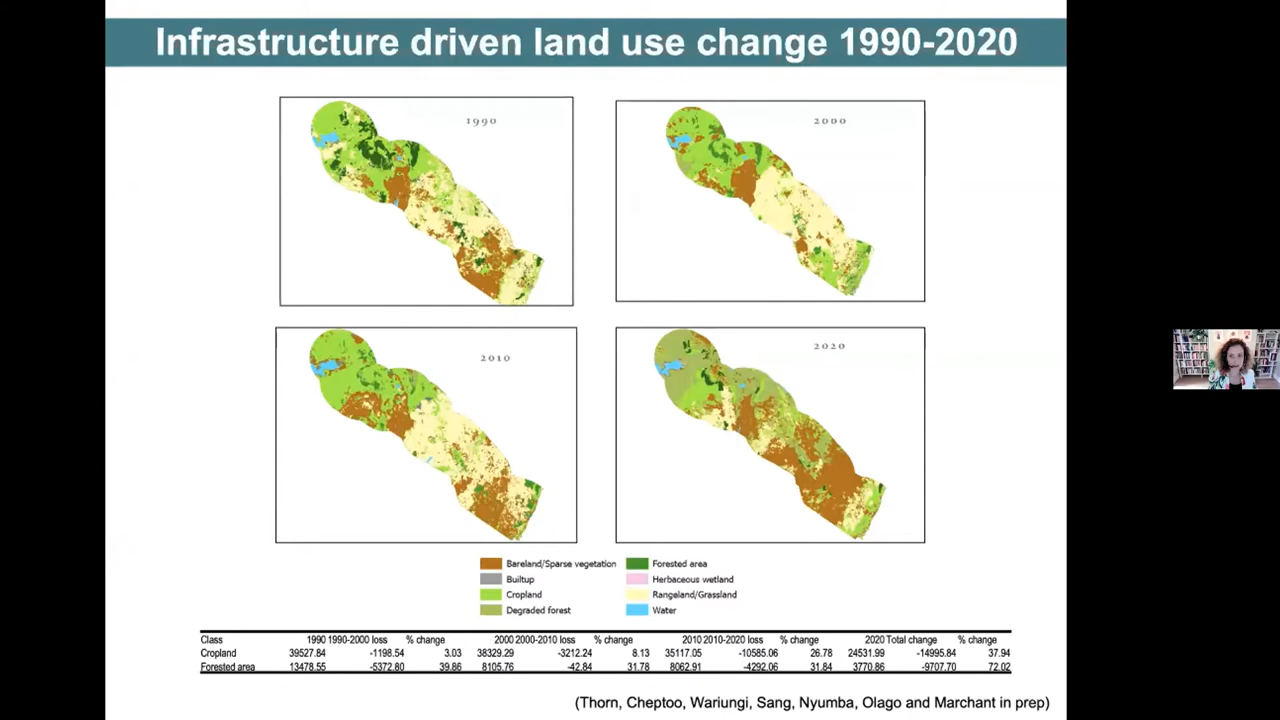 Infrastructure driven land use change 1990-2020
1990
2000
2010
2020
Bareland/Sparse vegetation
Builtup
Cropland
Degraded forest
Forested area
Herbaceous wetland
Rangeland/Grassland
Water
Class 1990 1990-2000 loss % change 2000 2000-2010 loss % change 2010 2010-2020 loss % change 2020 Total change % change
Cropland 39527.84 -1198.54 3.03 38329.29 -3212.24 8.13 35117.05 -10585.06 26.78 24531.99 -14995.84 37.94
Forested area 13478.55 -5372.80 39.86 8105.76 -42.84 31.78 8062.91 -4292.06 31.84 3770.86 -9707.70 72.02
(Thorn, Cheptoo, Wariungi, Sang, Nyumba, Olago and Marchant in prep)